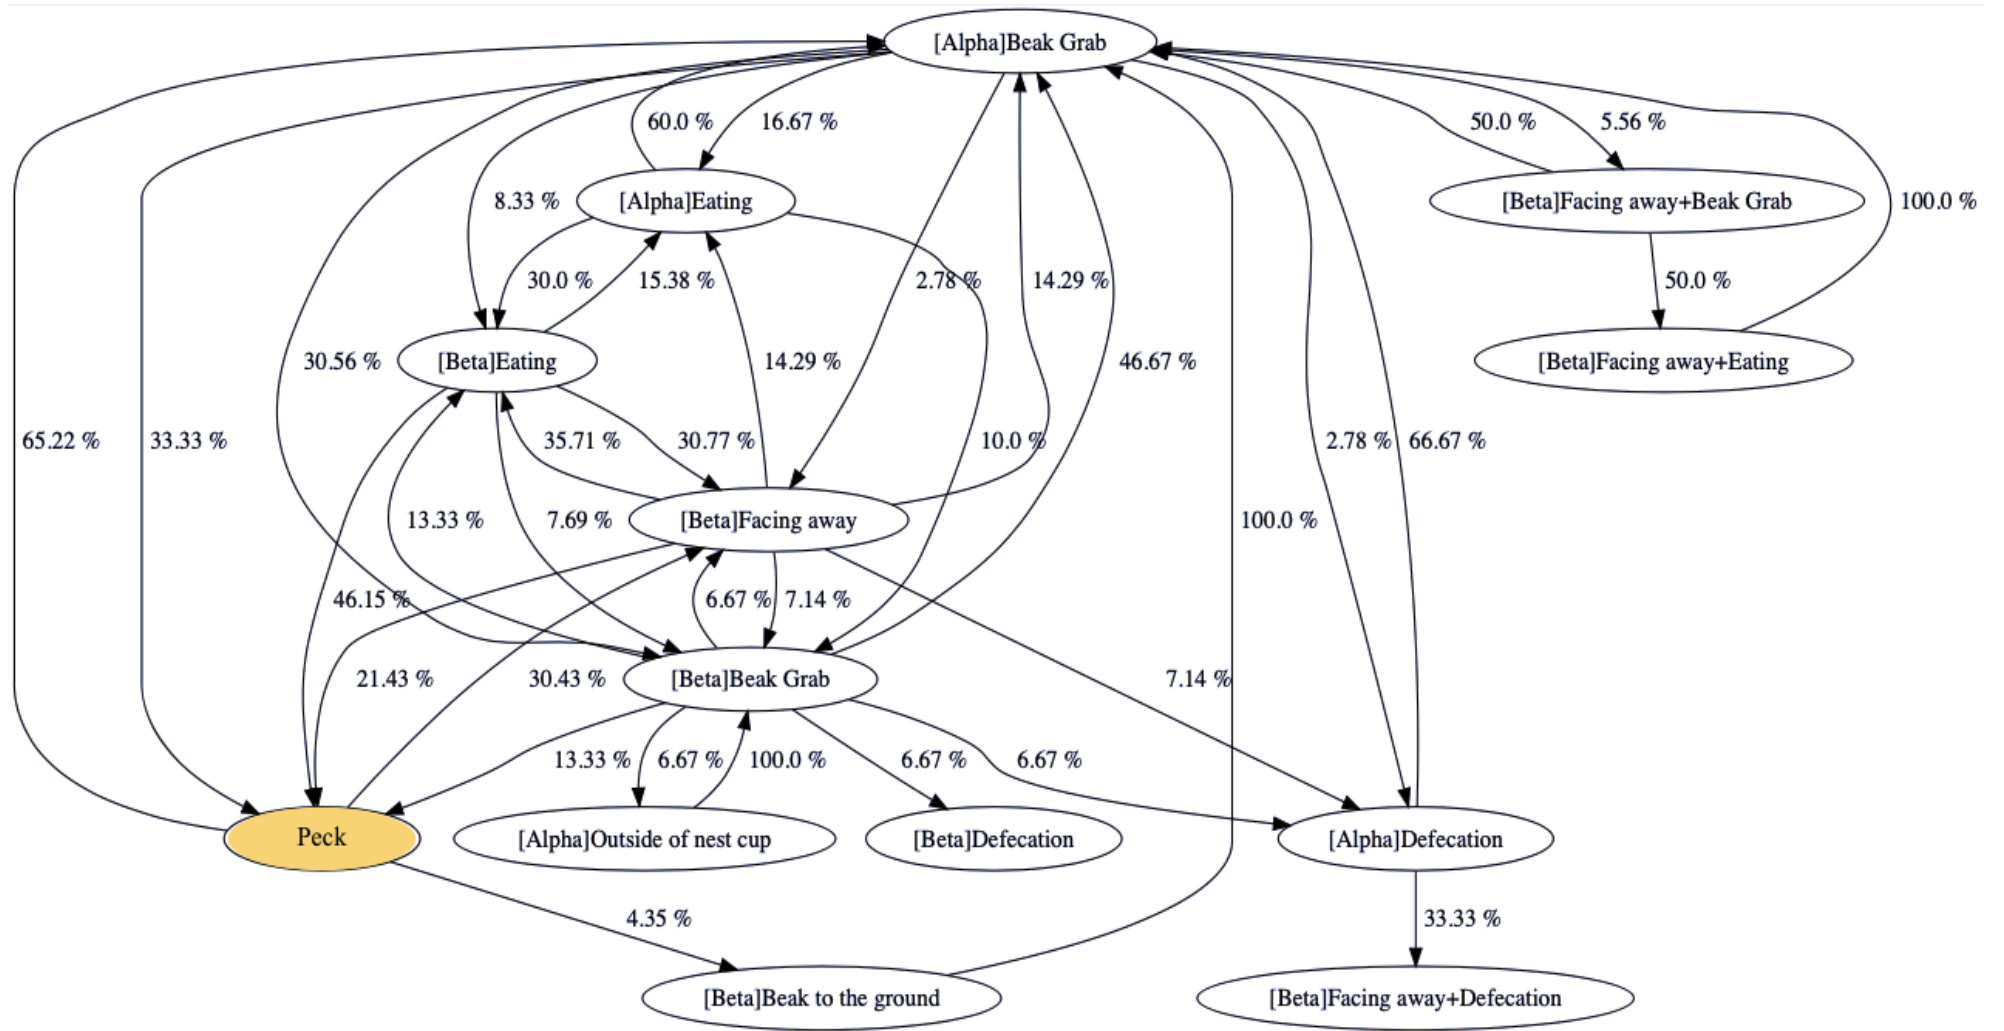 [Alpha]Beak Grab
60.0 %
16.67 %
50.0 %
5.56 %
8.33 %
[Alpha]Eating
[Beta]Facing away+Beak Grab
100.0 %
30.0 %
15.38 %
2.78 %
14.29 %
50.0 %
30.56 %
[Beta]Eating
14.29 %
46.67 %
[Beta]Facing away+Eating
65.22 %
33.33 %
35.71 %
30.77 %
10.0 %
2.78 %
66.67 %
13.33 %
7.69 %
[Beta]Facing away
100.0 %
46.15 %
6.67 %
7.14 %
21.43 %
30.43 %
[Beta]Beak Grab
7.14 %
13.33 %
6.67 %
100.0 %
6.67 %
6.67 %
Peck
[Alpha]Outside of nest cup
[Beta]Defecation
[Alpha]Defecation
4.35 %
33.33 %
[Beta]Beak to the ground
[Beta]Facing away+Defecation